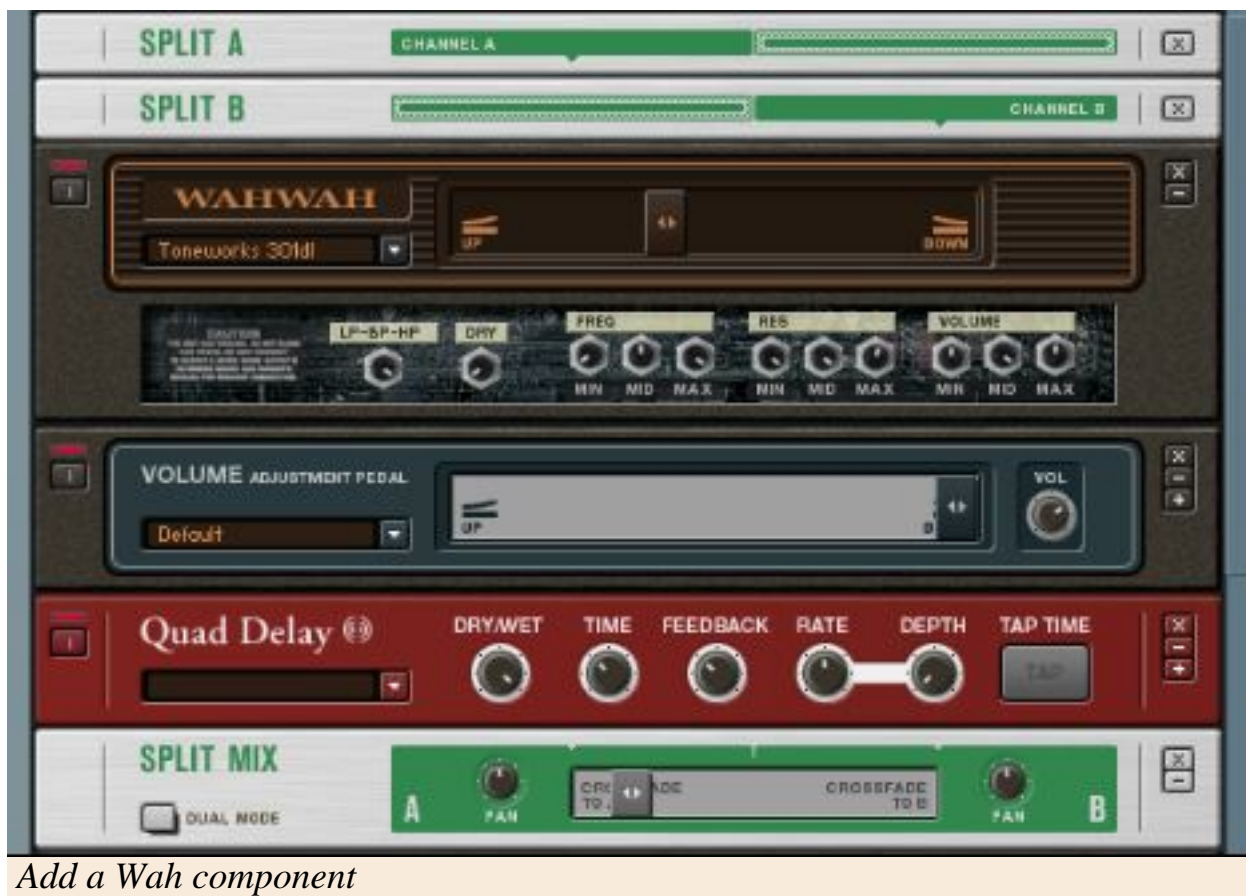 SPLIT A
CHANNEL A
X
SPLIT B
CHANNEL B
X
WAHWAH
UP
DOWN
Toneworks 301dl
CAUTION
LP-BP-HP
DRY
FREQ
RES
VOLUME
MIN MID MAX
MIN MID MAX
MIN MID MAX
VOLUME ADJUSTMENT PEDAL
UP
VOL
Default
Quad Delay
DRY/WET
TIME
FEEDBACK
RATE
DEPTH
TAP TIME
TAP
SPLIT MIX
DUAL MODE
A
PAN
CROSSFADE
TO B
PAN
B
Add a Wah component